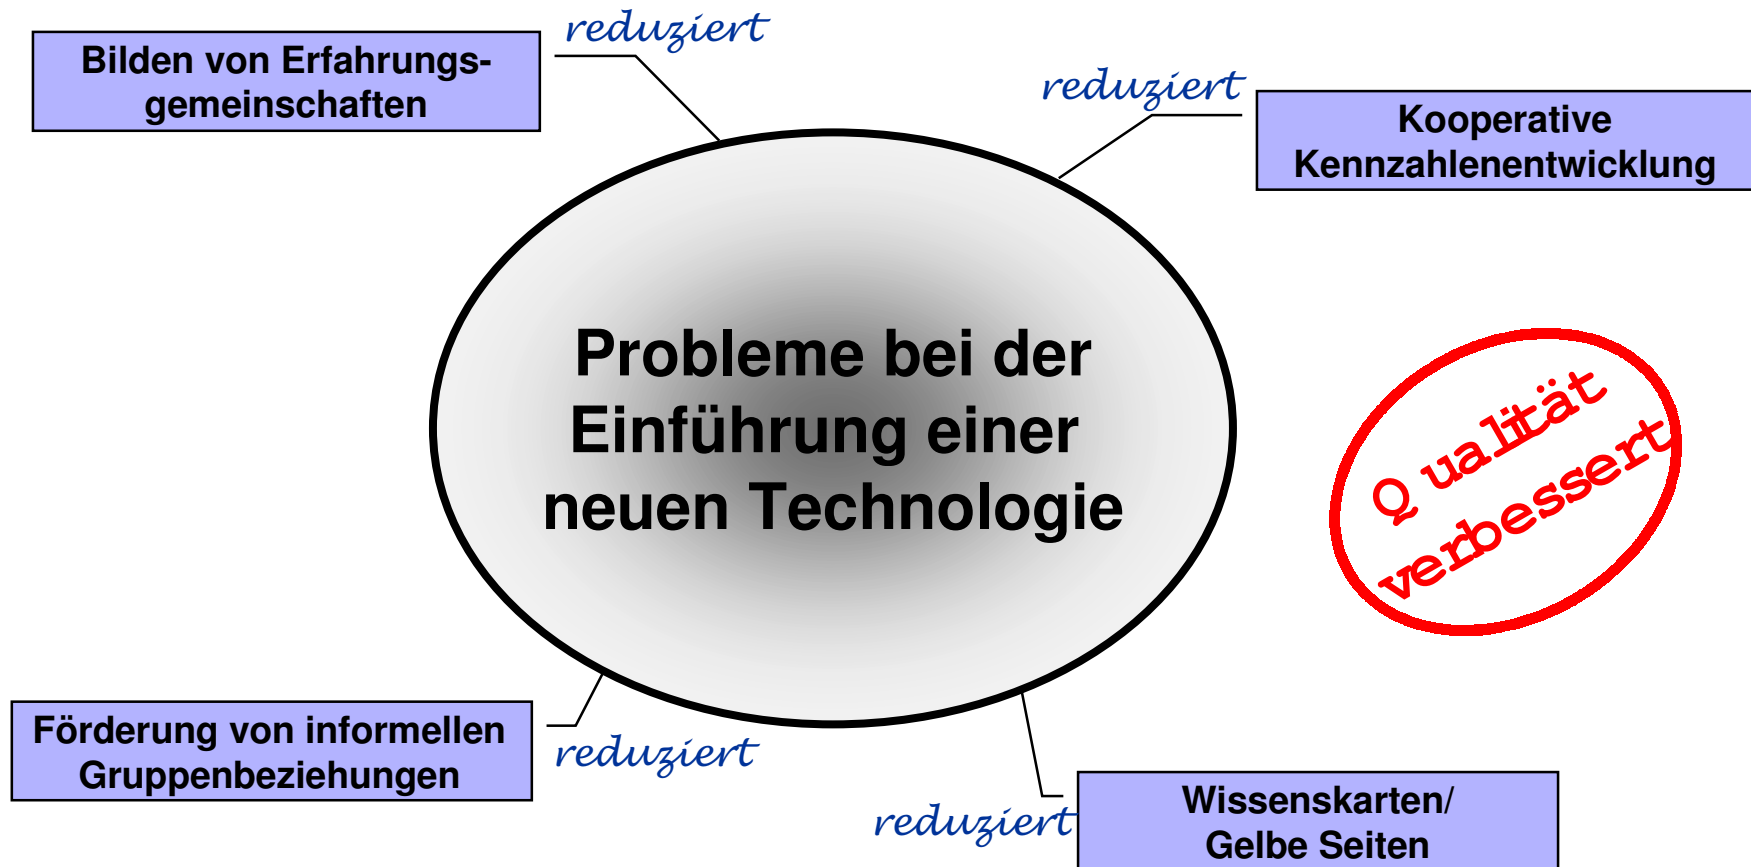 reduziert
Bilden von Erfahrungs-
gemeinschaften
reduziert
Kooperative
Kennzahlenentwicklung
Probleme bei der
Einführung einer
neuen Technologie
Qualität
verbessert
Förderung von informellen
Gruppenbeziehungen
reduziert
Wissenskarten/
Gelbe Seiten
reduziert